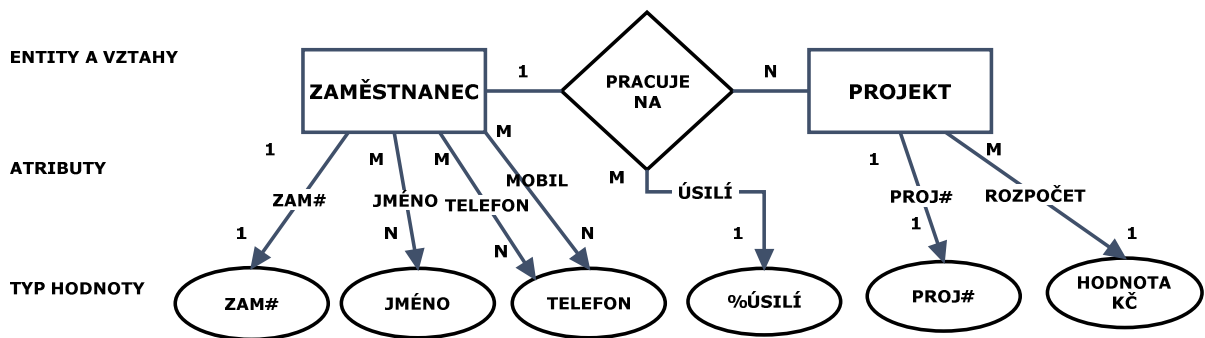 ENTITY A VZTAHY
ZAMĚSTNANEC
1
PRACUJE
NA
N
PROJEKT
ATRIBUTY
1
M
M
M
M
1
M
ZAM#
JMÉNO
TELEFON
MOBIL
ÚSILÍ
PROJ#
ROZPOČET
1
N
N
N
1
1
1
TYP HODNOTY
ZAM#
JMÉNO
TELEFON
%ÚSILÍ
PROJ#
HODNOTA
KČ